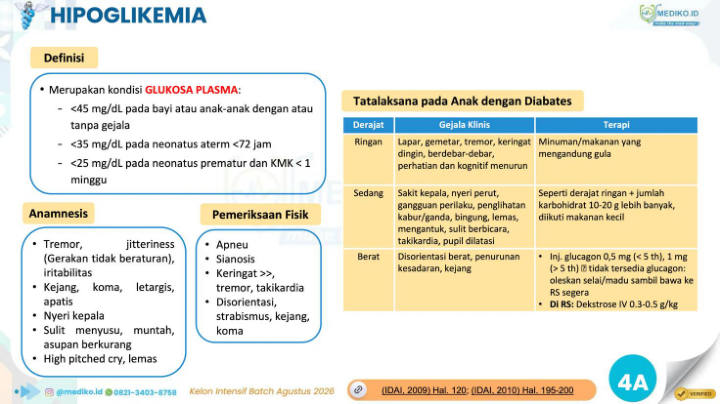 HIPOGLIKEMIA
MEDIKO.ID
Definisi
• Merupakan kondisi GLUKOSA PLASMA:
- <45 mg/dL pada bayi atau anak-anak dengan atau
tanpa gejala
- <35 mg/dL pada neonatus aterm <72 jam
- <25 mg/dL pada neonatus prematur dan KMK < 1
minggu
Anamnesis
• Tremor, jitteriness
(Gerakan tidak beraturan),
iritabilitas
• Kejang, koma, letargis,
apatis
• Nyeri kepala
• Sulit menyusu, muntah,
asupan berkurang
• High pitched cry, lemas
Pemeriksaan Fisik
• Apneu
• Sianosis
• Keringat >>,
tremor, takikardia
• Disorientasi,
strabismus, kejang,
koma
Tatalaksana pada Anak dengan Diabetes
Derajat Gejala Klinis Terapi
Ringan Lapar, gemetar, tremor, keringat Minuman/makanan yang
dingin, berdebar-debar, mengandung gula
perhatian dan kognitif menurun
Sedang Sakit kepala, nyeri perut, Seperti derajat ringan + jumlah
gangguan perilaku, penglihatan karbohidrat 10-20 g lebih banyak,
kabur/ganda, bingung, lemas, diikuti makanan kecil
mengantuk, sulit berbicara,
takikardia, pupil dilatasi
Berat Disorientasi berat, penurunan • Inj. glucagon 0,5 mg (< 5 th), 1 mg
kesadaran, kejang (> 5 th) tidak tersedia glucagon:
oleskan selai/madu sambil bawa ke
RS segera
• Di RS: Dekstrose IV 0.3-0.5 g/kg
@mediko.id 0821-3403-8758 Kelon Intensif Batch Agustus 2026
(IDAI, 2009) Hal. 120; (IDAI, 2010) Hal. 195-200
4A
VERIFIED